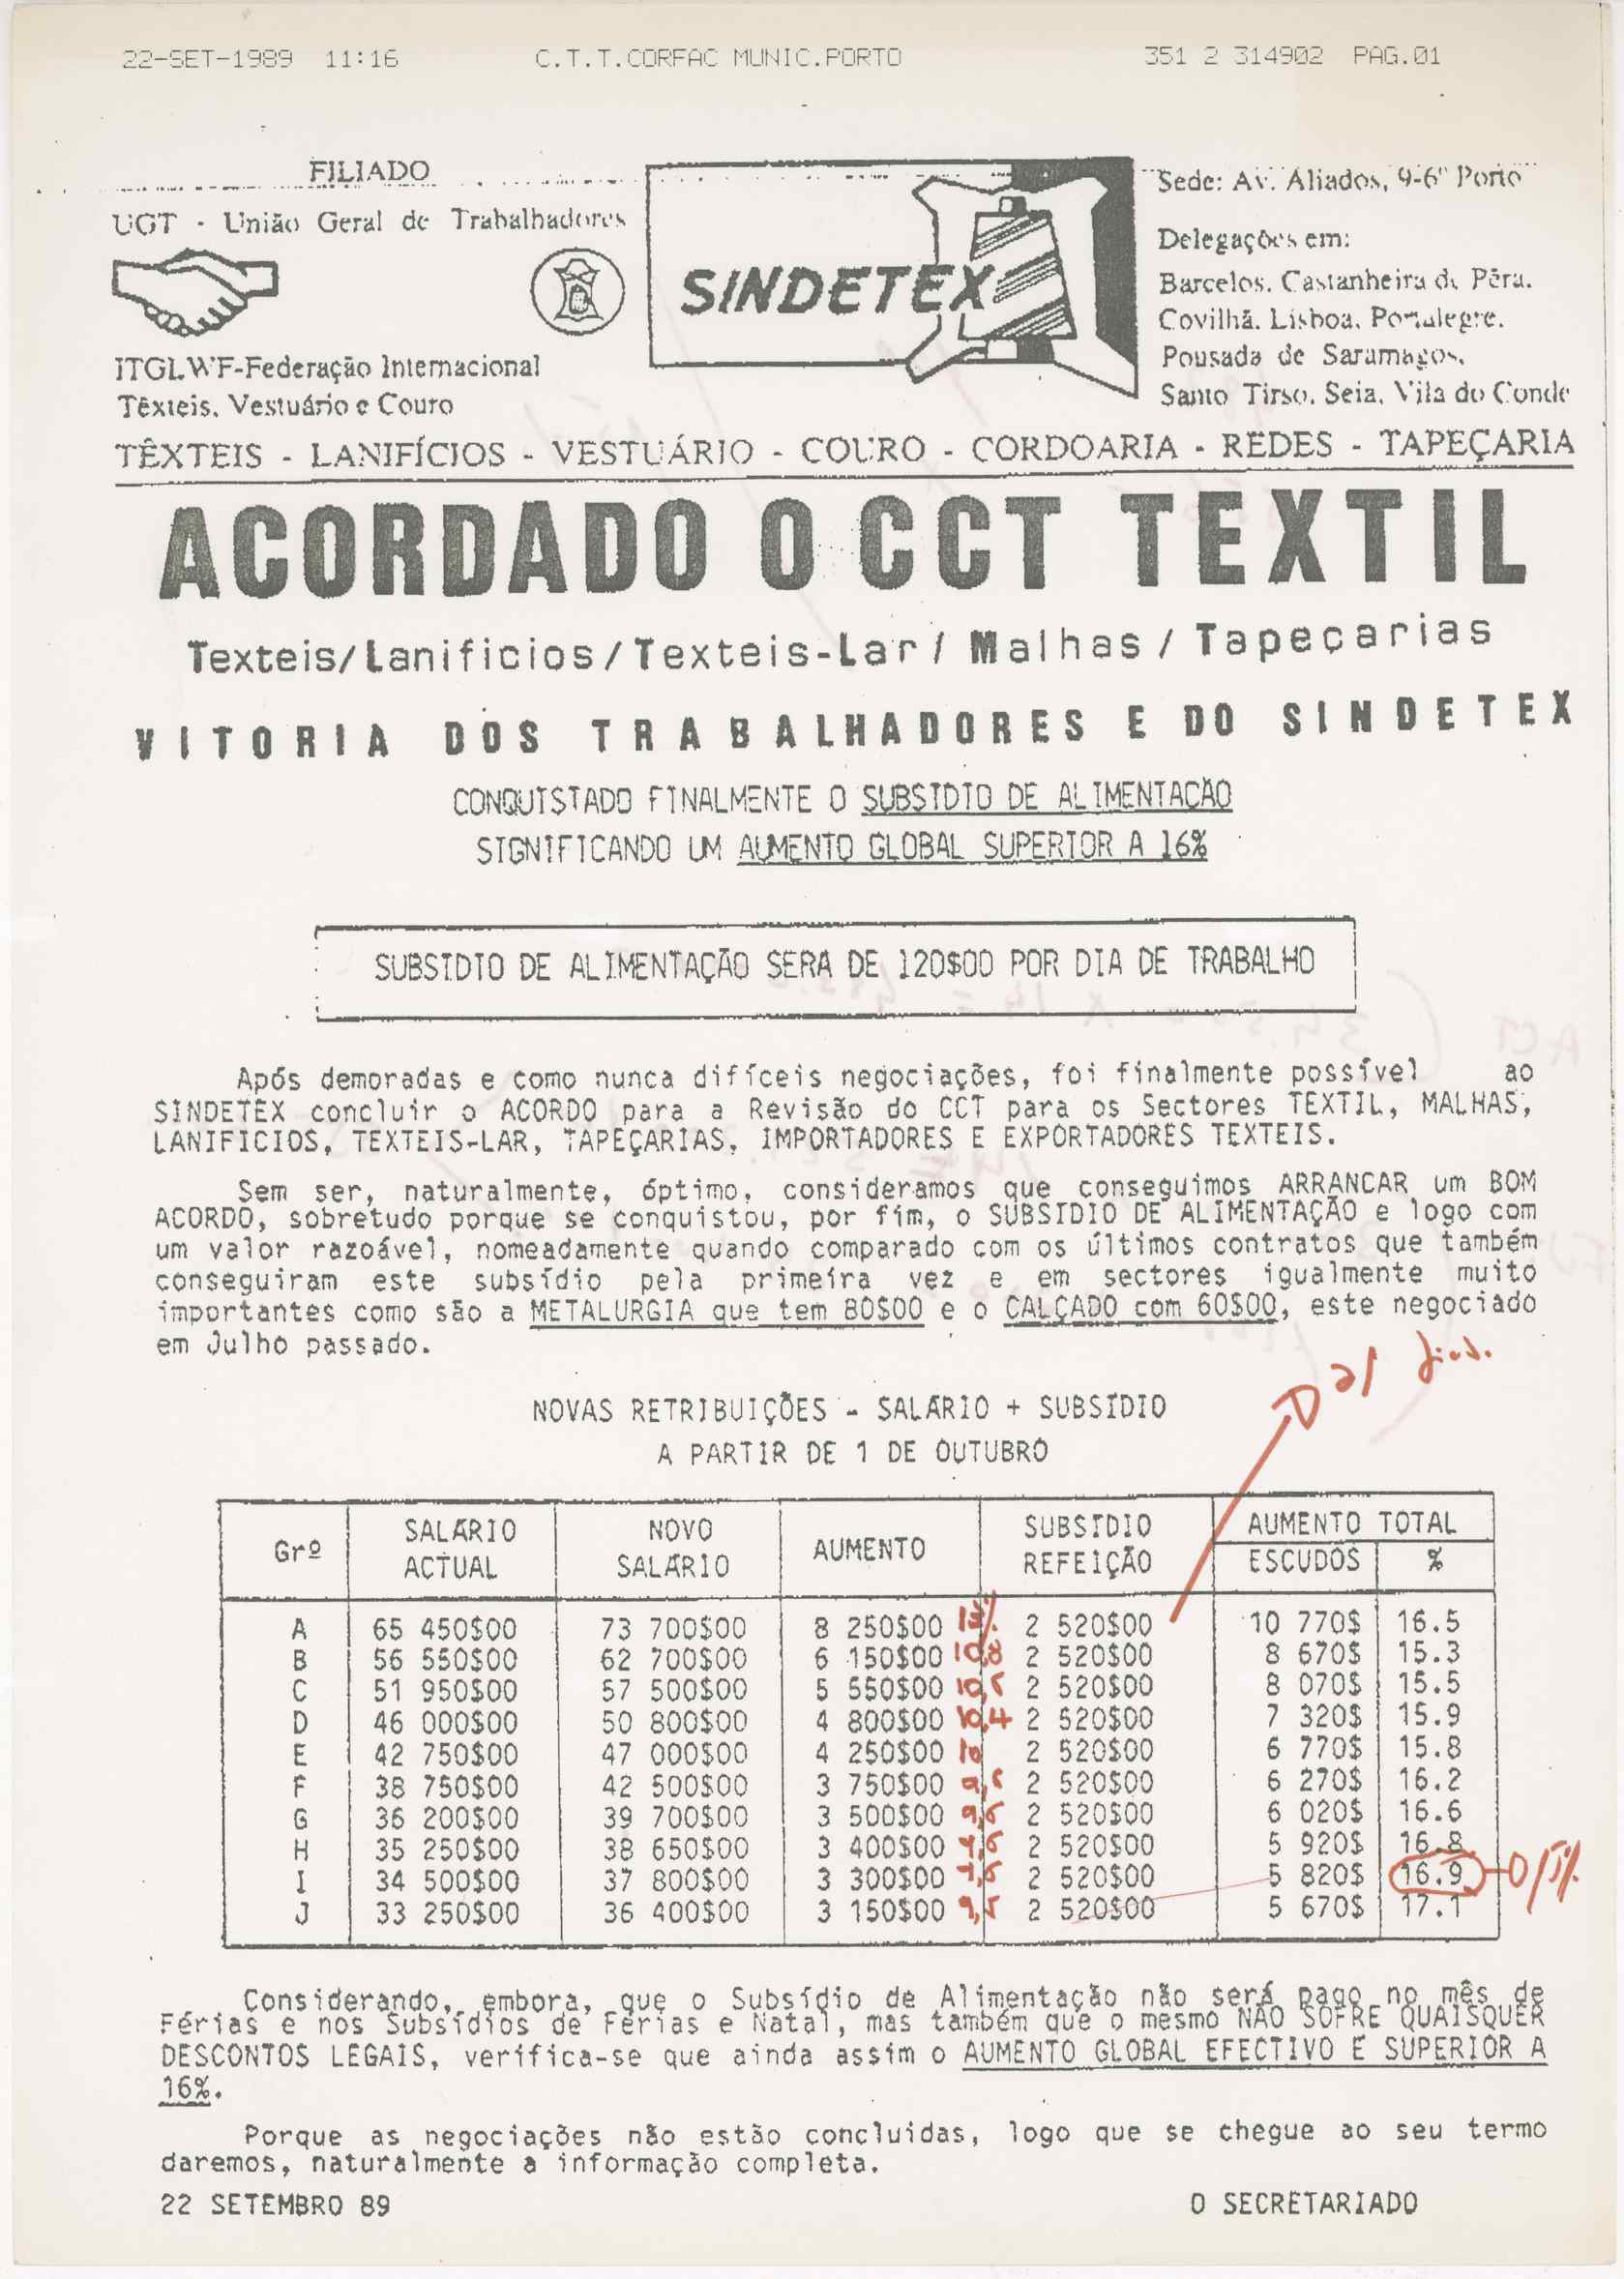 22-SET-1989 11:16 C.T.T.CORFAC MUNIC.PORTO 351 2 314902 PAG.01
FILIADO
UGT - União Geral de Trabalhadores
ITGLWF-Federação Internacional
Têxteis, Vestuário e Couro
SINDETEX
Sede: Av. Aliados, 9-6º Porto
Delegações em:
Barcelos, Castanheira de Pêra,
Covilhã, Lisboa, Portalegre,
Pousada de Saramagos,
Santo Tirso, Seia, Vila do Conde
TÊXTEIS - LANIFÍCIOS - VESTUÁRIO - COURO - CORDOARIA - REDES - TAPEÇARIA
ACORDADO O CCT TEXTIL
Texteis/Lanificios/Texteis-Lar/ Malhas / Tapeçarias
VITORIA DOS TRABALHADORES E DO SINDETEX
CONQUISTADO FINALMENTE O SUBSIDIO DE ALIMENTAÇÃO
SIGNIFICANDO UM AUMENTO GLOBAL SUPERIOR A 16%
SUBSIDIO DE ALIMENTAÇÃO SERA DE 120$00 POR DIA DE TRABALHO
Após demoradas e como nunca difíceis negociações, foi finalmente possível ao
SINDETEX concluir o ACORDO para a Revisão do CCT para os Sectores TEXTIL, MALHAS,
LANIFICIOS, TEXTEIS-LAR, TAPEÇARIAS, IMPORTADORES E EXPORTADORES TEXTEIS.
Sem ser, naturalmente, óptimo, consideramos que conseguimos ARRANCAR um BOM
ACORDO, sobretudo porque se conquistou, por fim, o SUBSIDIO DE ALIMENTAÇÃO e logo com
um valor razoável, nomeadamente quando comparado com os últimos contratos que também
conseguiram este subsídio pela primeira vez e em sectores igualmente muito
importantes como são a METALURGIA que tem 80$00 e o CALÇADO com 60$00, este negociado
em Julho passado.
21 dias.
NOVAS RETRIBUIÇÕES - SALÁRIO + SUBSÍDIO
A PARTIR DE 1 DE OUTUBRO
Grº SALÁRIO ACTUAL NOVO SALÁRIO AUMENTO SUBSIDIO REFEIÇÃO AUMENTO TOTAL ESCUDOS %
A 65 450$00 73 700$00 8 250$00 2 520$00 10 770$ 16.5
B 56 550$00 62 700$00 6 150$00 10,8 2 520$00 8 670$ 15.3
C 51 950$00 57 500$00 5 550$00 10,6 2 520$00 8 070$ 15.5
D 46 000$00 50 800$00 4 800$00 10,4 2 520$00 7 320$ 15.9
E 42 750$00 47 000$00 4 250$00 10 2 520$00 6 770$ 15.8
F 38 750$00 42 500$00 3 750$00 2 520$00 6 270$ 16.2
G 36 200$00 39 700$00 3 500$00 9,6 2 520$00 6 020$ 16.6
H 35 250$00 38 650$00 3 400$00 9,6 2 520$00 5 920$ 16.8
I 34 500$00 37 800$00 3 300$00 2 520$00 5 820$ 16.9
J 33 250$00 36 400$00 3 150$00 9,5 2 520$00 5 670$ 17.1
Considerando, embora, que o Subsídio de Alimentação não será pago no mês de
Férias e nos Subsídios de Férias e Natal, mas também que o mesmo NÃO SOFRE QUAISQUER
DESCONTOS LEGAIS, verifica-se que ainda assim o AUMENTO GLOBAL EFECTIVO É SUPERIOR A
16%.
Porque as negociações não estão concluidas, logo que se chegue ao seu termo
daremos, naturalmente a informação completa.
22 SETEMBRO 89 O SECRETARIADO